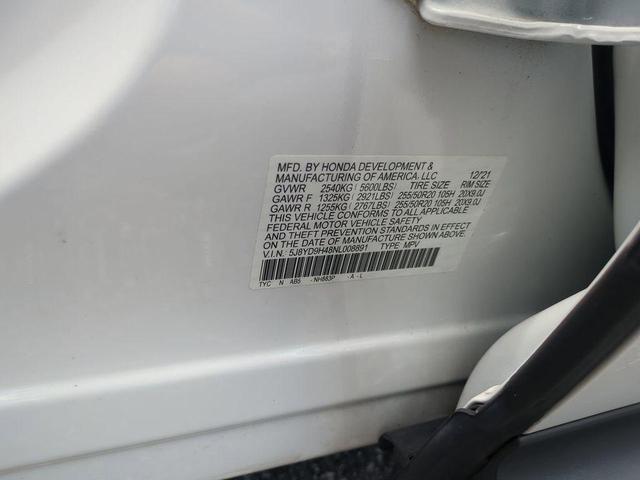 MFD. BY HONDA DEVELOPMENT &
MANUFACTURING OF AMERICA, LLC 12/21
GVWR 2540KG( 5600LBS) TIRE SIZE RIM SIZE
GAWR F 1325KG( 2921LBS) 255/50R20 105H 20X9.0J
GAWR R 1255KG( 2767LBS) 255/50R20 105H 20X9.0J
THIS VEHICLE CONFORMS TO ALL APPLICABLE
FEDERAL MOTOR VEHICLE SAFETY
AND THEFT PREVENTION STANDARDS IN EFFECT
ON THE DATE OF MANUFACTURE SHOWN ABOVE.
V.I.N. 5J8YD9H48NL008891 TYPE: MPV
TYC N AB5 -NH883P -A-L